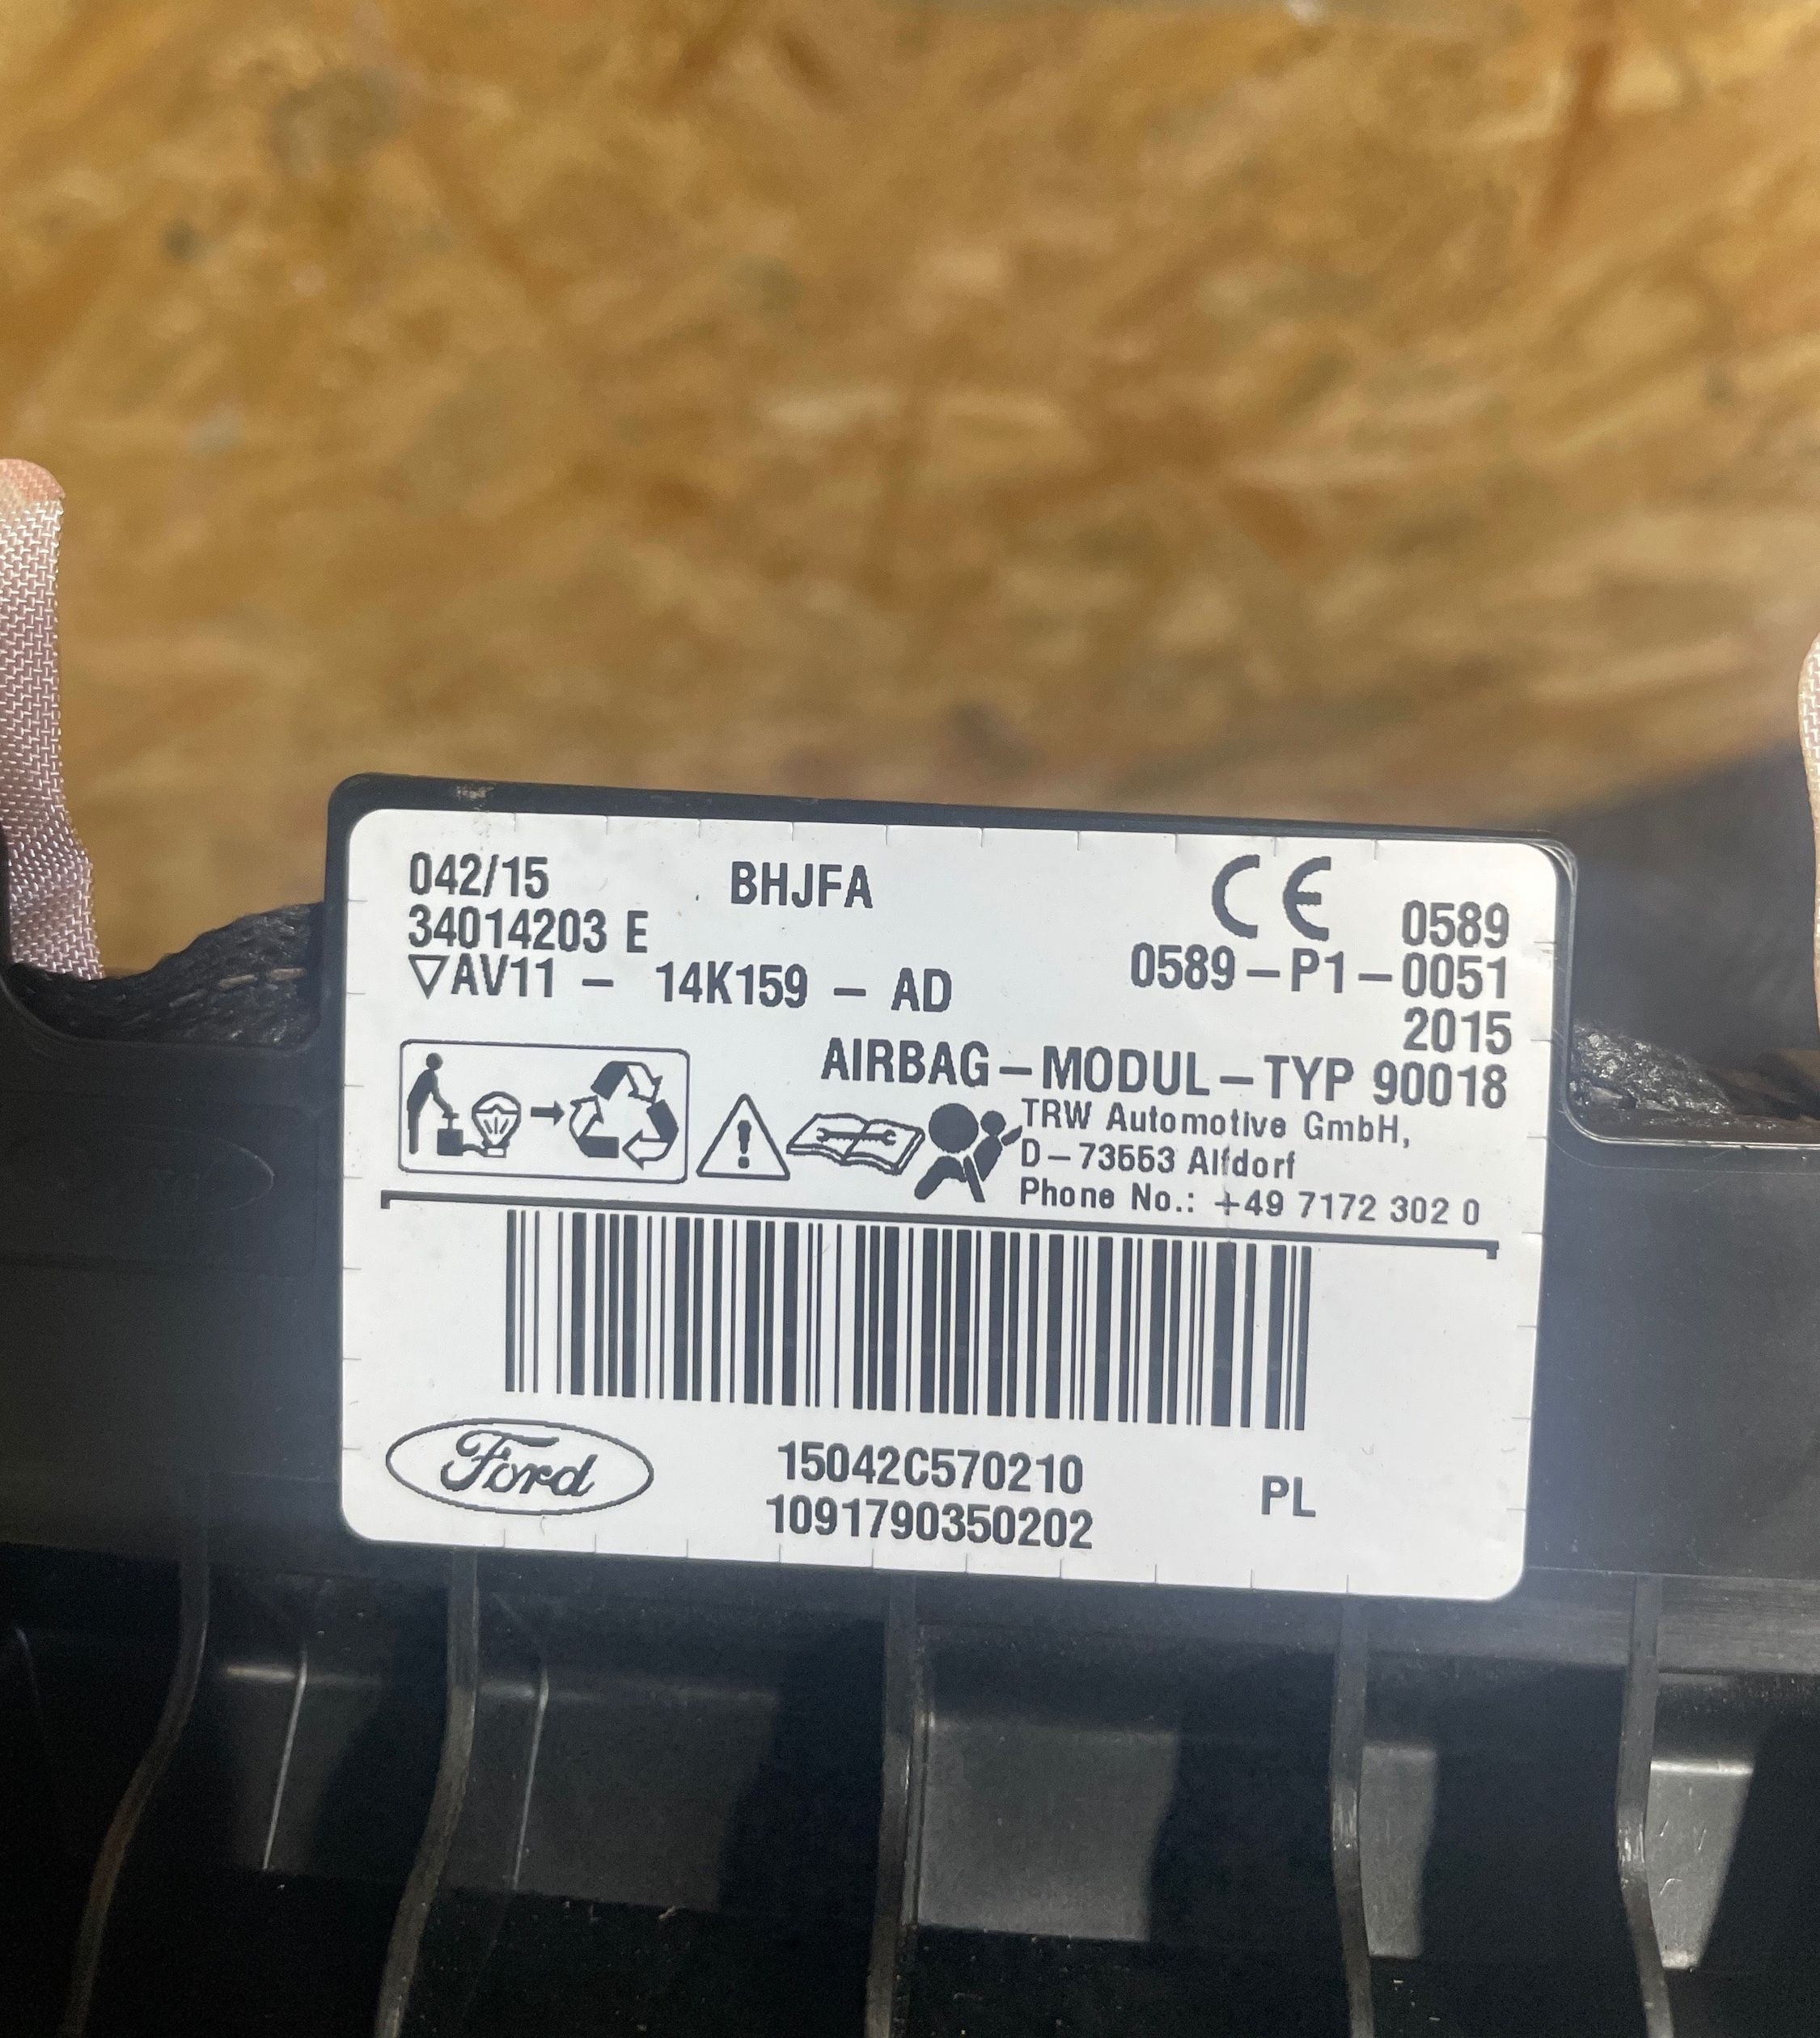 042/15 BHJFA
34014203 E 0589
▽AV11 – 14K159 – AD 0589–P1–0051
2015
AIRBAG–MODUL–TYP 90018
TRW Automotive GmbH,
D–73553 Alfdorf
Phone No.: +49 7172 302 0
Ford
15042C570210
1091790350202
PL
CE